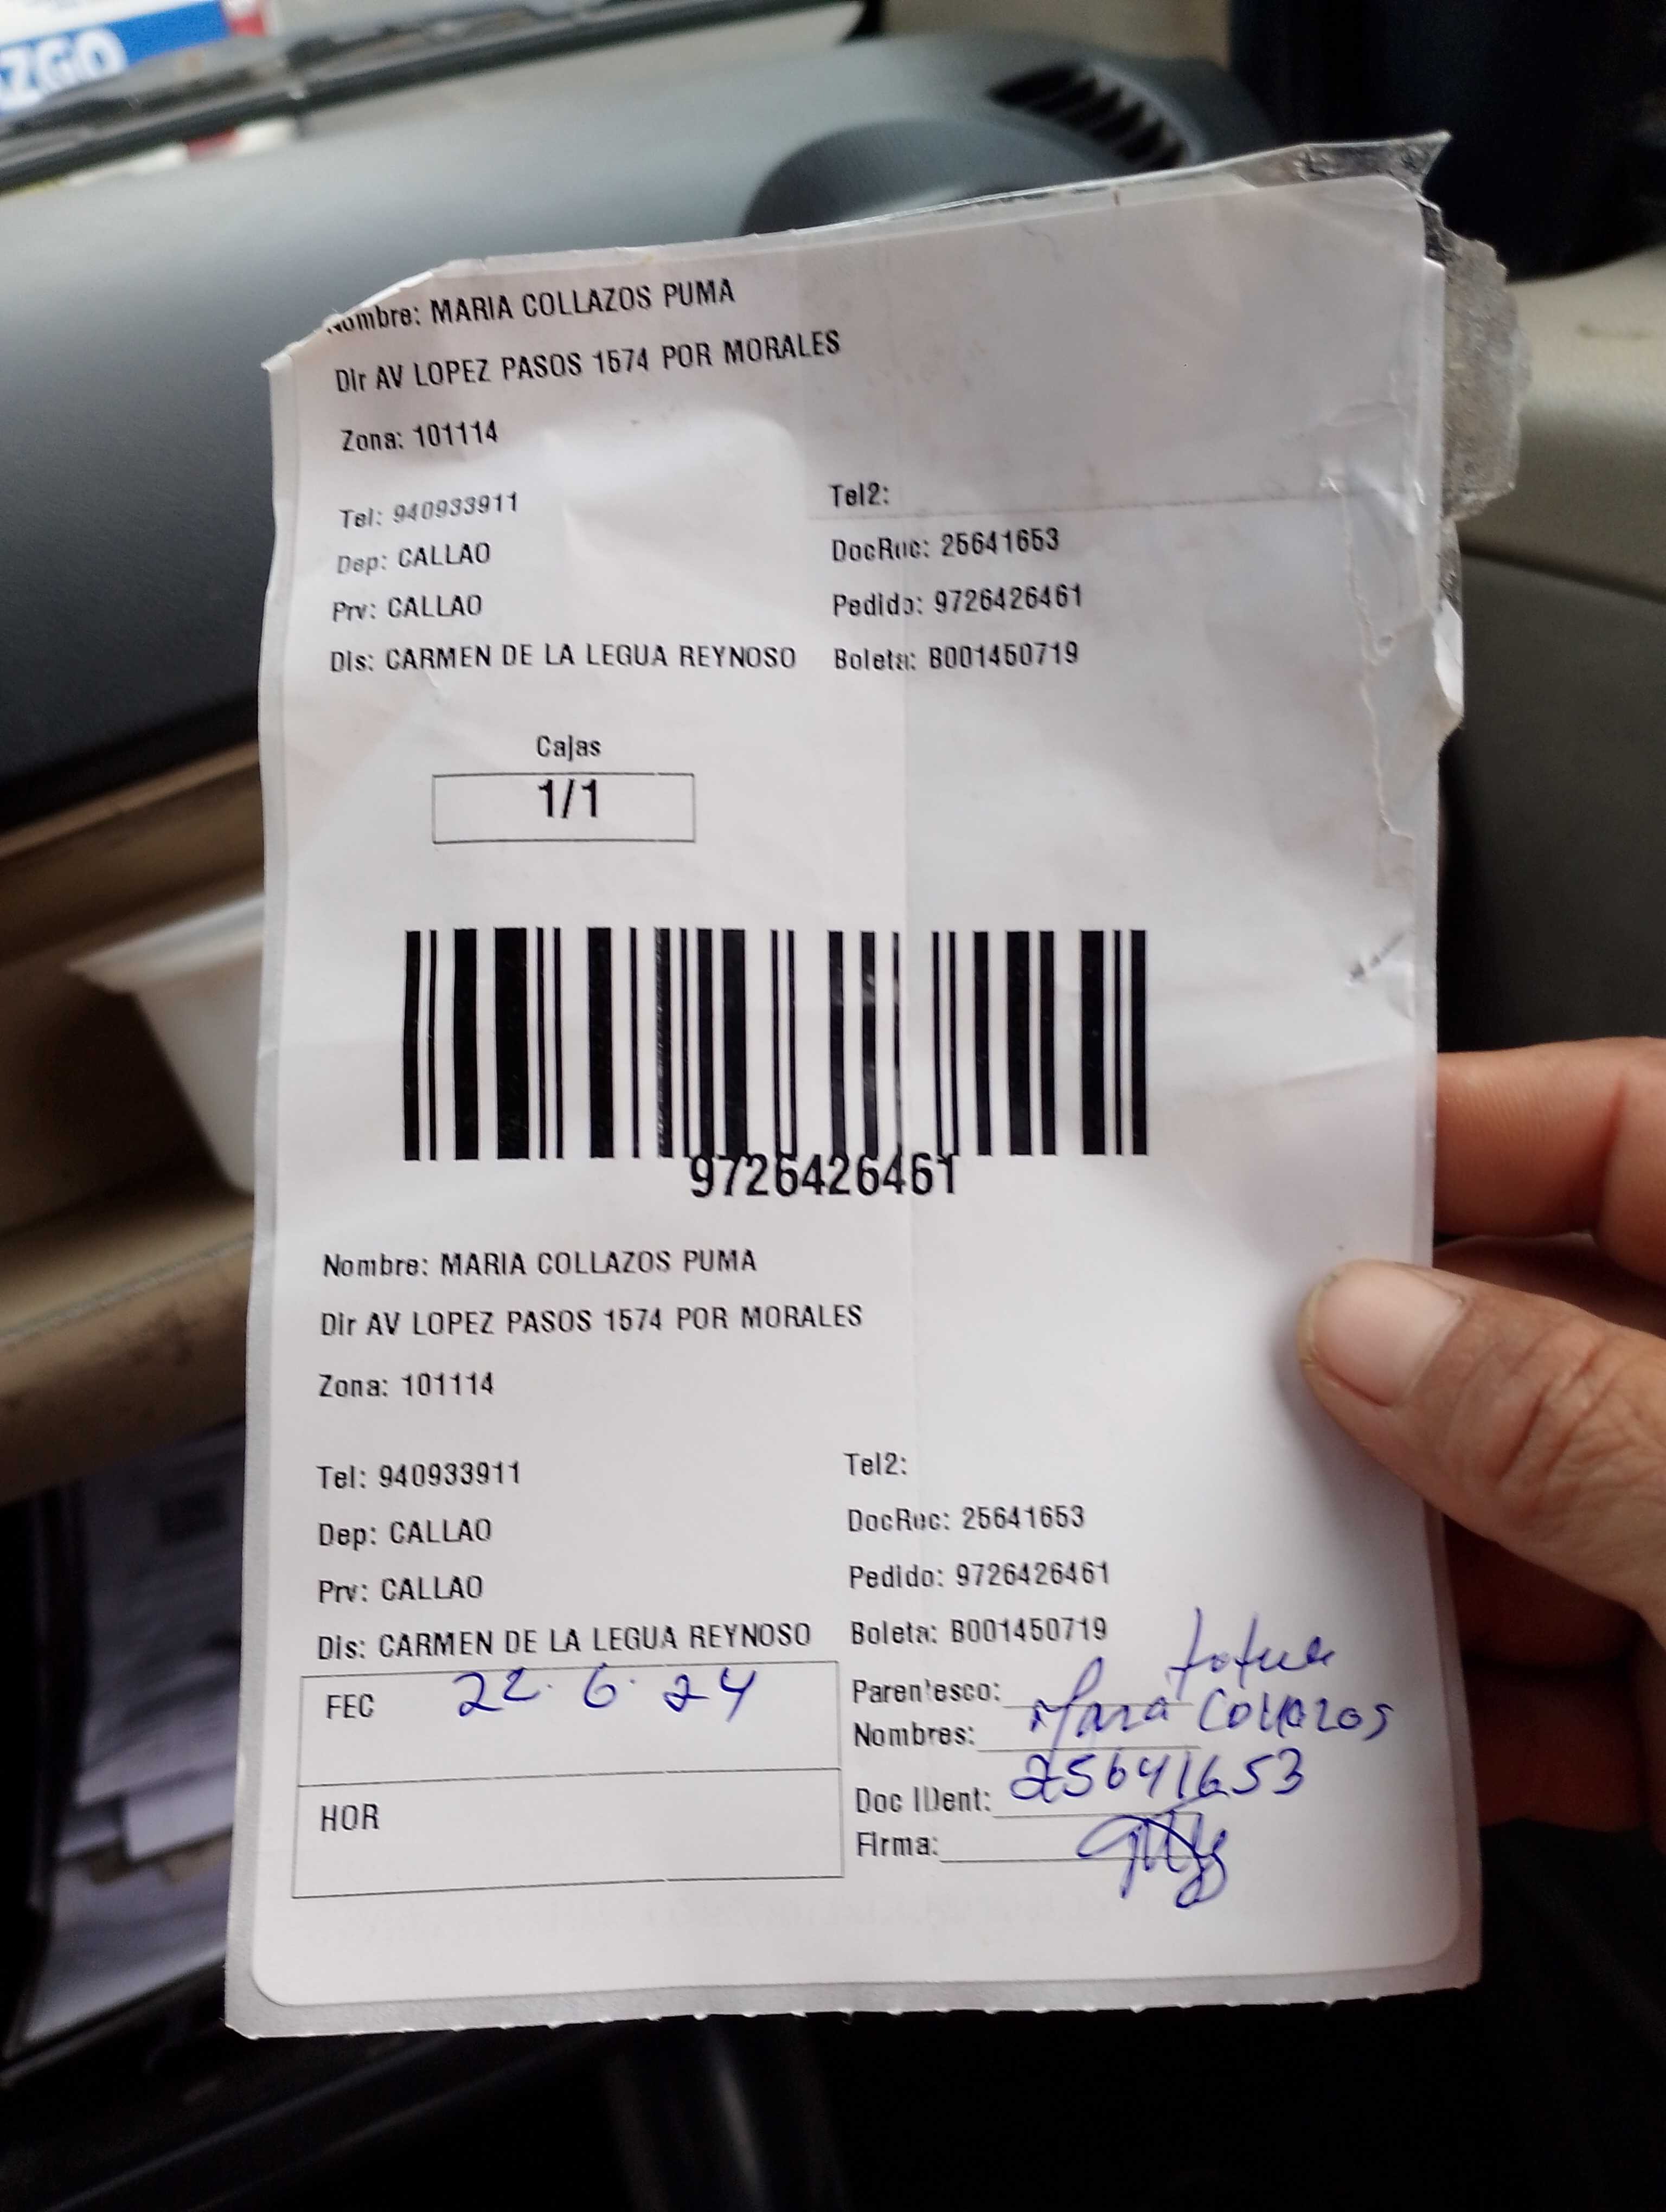 ZGO
Nombre: MARIA COLLAZOS PUMA
Dir AV LOPEZ PASOS 1574 POR MORALES
Zona: 101114
Tel: 940933911 Tel2:
Dep: CALLAO DocRuc: 25641653
Prv: CALLAO Pedido: 9726426461
Dis: CARMEN DE LA LEGUA REYNOSO Boleta: B001450719
Cajas
1/1
9726426461
Nombre: MARIA COLLAZOS PUMA
Dir AV LOPEZ PASOS 1574 POR MORALES
Zona: 101114
Tel: 940933911 Tel2:
Dep: CALLAO DocRuc: 25641653
Prv: CALLAO Pedido: 9726426461
Dis: CARMEN DE LA LEGUA REYNOSO Boleta: B001450719
FEC 22. 6. 24 Parentesco:
Nombres: Collazos
HOR Doc IDent: 25641653
Firma: